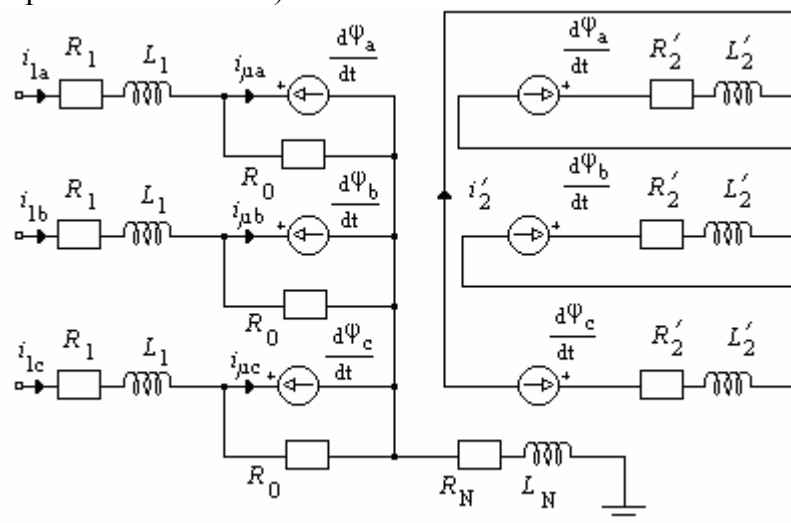 i1a R1 L1 iμa + dψa/dt dψa/dt + R2′ L2′
R0
i1b R1 L1 iμb + dψb/dt i2′ dψb/dt + R2′ L2′
R0
i1c R1 L1 iμc + dψc/dt dψc/dt + R2′ L2′
R0 RN LN